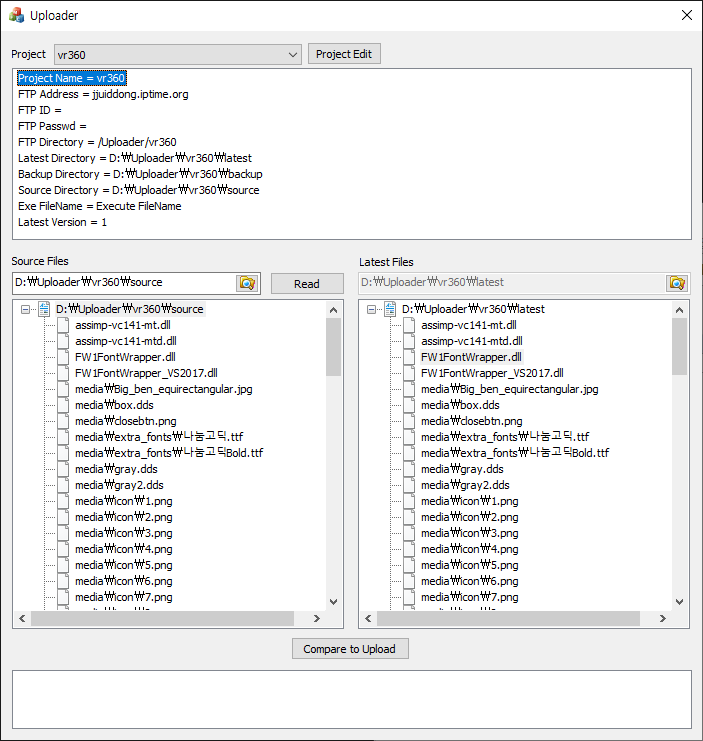 Uploader
Project
vr360
Project Edit
Project Name = vr360
FTP Address = jjuiddong.iptime.org
FTP ID =
FTP Passwd =
FTP Directory = /Uploader/vr360
Latest Directory = D:₩Uploader₩vr360₩latest
Backup Directory = D:₩Uploader₩vr360₩backup
Source Directory = D:₩Uploader₩vr360₩source
Exe FileName = Execute FileName
Latest Version = 1
Source Files
D:₩Uploader₩vr360₩source
Read
D:₩Uploader₩vr360₩source
assimp-vc141-mt.dll
assimp-vc141-mtd.dll
FW1FontWrapper.dll
FW1FontWrapper_VS2017.dll
media₩Big_ben_equirectangular.jpg
media₩box.dds
media₩closebtn.png
media₩extra_fonts₩나눔고딕.ttf
media₩extra_fonts₩나눔고딕Bold.ttf
media₩gray.dds
media₩gray2.dds
media₩icon₩1.png
media₩icon₩2.png
media₩icon₩3.png
media₩icon₩4.png
media₩icon₩5.png
media₩icon₩6.png
media₩icon₩7.png
Latest Files
D:₩Uploader₩vr360₩latest
D:₩Uploader₩vr360₩latest
assimp-vc141-mt.dll
assimp-vc141-mtd.dll
FW1FontWrapper.dll
FW1FontWrapper_VS2017.dll
media₩Big_ben_equirectangular.jpg
media₩box.dds
media₩closebtn.png
media₩extra_fonts₩나눔고딕.ttf
media₩extra_fonts₩나눔고딕Bold.ttf
media₩gray.dds
media₩gray2.dds
media₩icon₩1.png
media₩icon₩2.png
media₩icon₩3.png
media₩icon₩4.png
media₩icon₩5.png
media₩icon₩6.png
media₩icon₩7.png
Compare to Upload